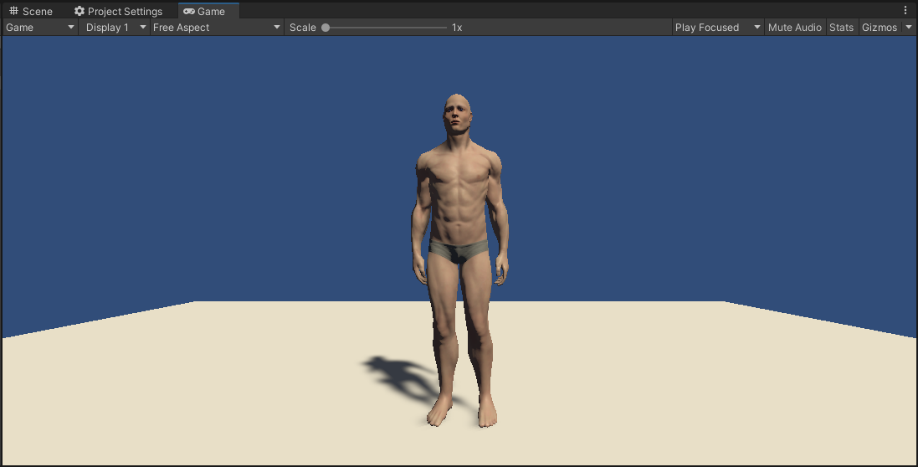 Scene Project Settings Game
Game Display 1 Free Aspect Scale 1x Play Focused Mute Audio Stats Gizmos